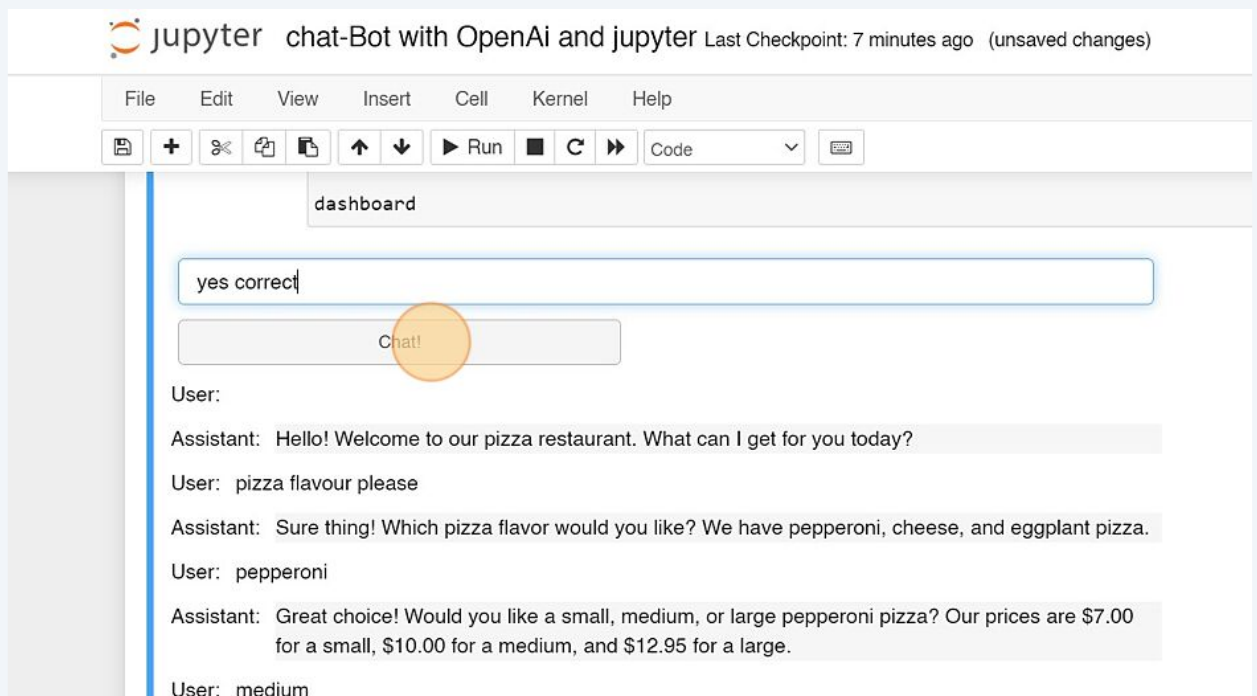 jupyter chat-Bot with OpenAi and jupyter Last Checkpoint: 7 minutes ago (unsaved changes)
File Edit View Insert Cell Kernel Help
Run Code
dashboard
yes correct
Chat!
User:
Assistant: Hello! Welcome to our pizza restaurant. What can I get for you today?
User: pizza flavour please
Assistant: Sure thing! Which pizza flavor would you like? We have pepperoni, cheese, and eggplant pizza.
User: pepperoni
Assistant: Great choice! Would you like a small, medium, or large pepperoni pizza? Our prices are $7.00
for a small, $10.00 for a medium, and $12.95 for a large.
User: medium